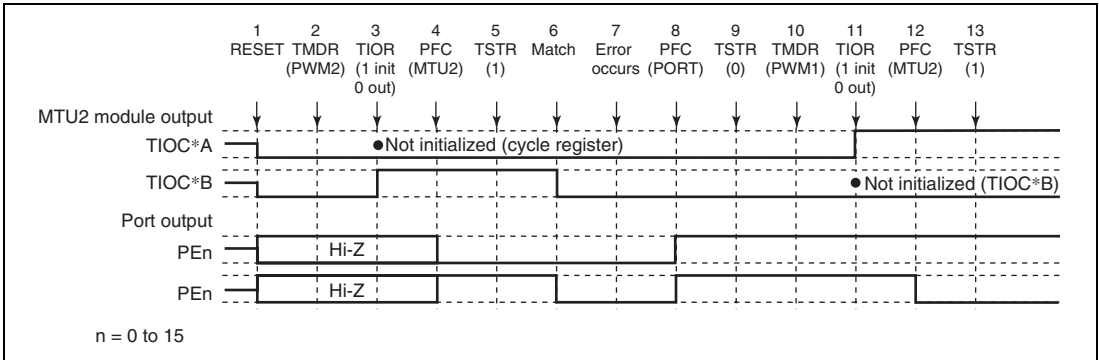 1 2 3 4 5 6 7 8 9 10 11 12 13
RESET TMDR TIOR PFC TSTR Match Error PFC TSTR TMDR TIOR PFC TSTR
(PWM2) (1 init (MTU2) (1) occurs (PORT) (0) (PWM1) (1 init (MTU2) (1)
0 out) 0 out)
MTU2 module output
TIOC*A ●Not initialized (cycle register)
TIOC*B ●Not initialized (TIOC*B)
Port output
PEn Hi-Z
PEn Hi-Z
n = 0 to 15